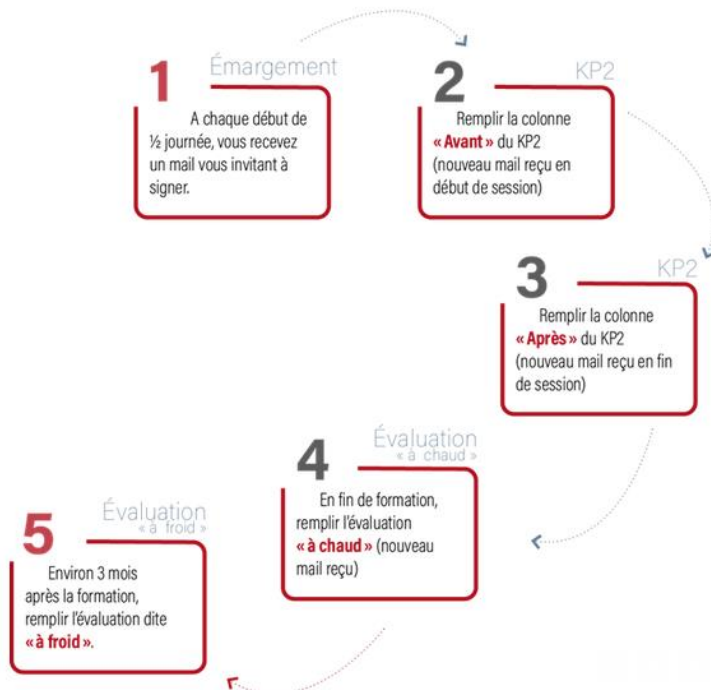 1
Émargement
A chaque début de
½ journée, vous recevez
un mail vous invitant à
signer.
2
KP2
Remplir la colonne
« Avant » du KP2
(nouveau mail reçu en
début de session)
3
KP2
Remplir la colonne
« Après » du KP2
(nouveau mail reçu en fin
de session)
4
Évaluation
« à chaud »
En fin de formation,
remplir l'évaluation
« à chaud » (nouveau
mail reçu)
5
Évaluation
« à froid »
Environ 3 mois
après la formation,
remplir l'évaluation dite
« à froid ».